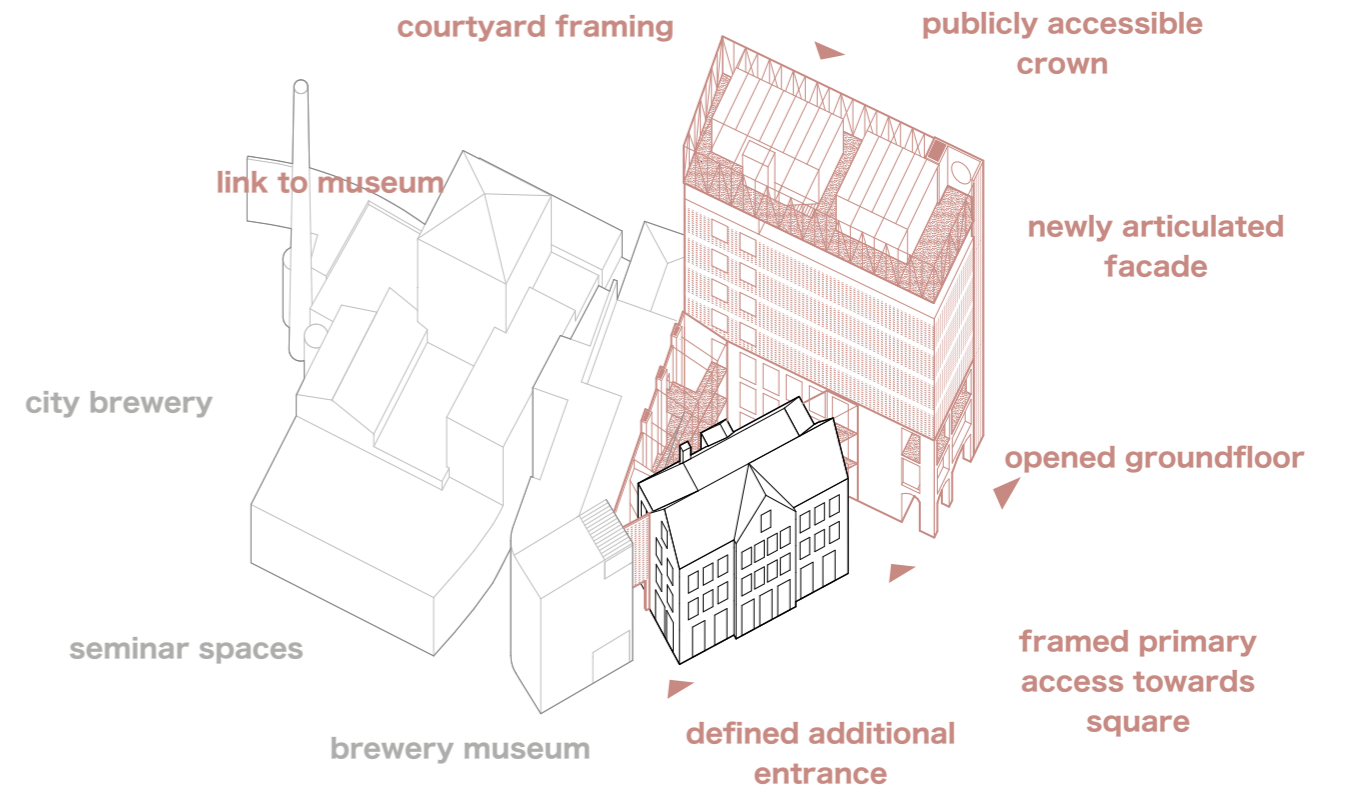 courtyard framing
publicly accessible
crown
link to museum
newly articulated
facade
city brewery
opened groundfloor
seminar spaces
framed primary
access towards
square
brewery museum
defined additional
entrance